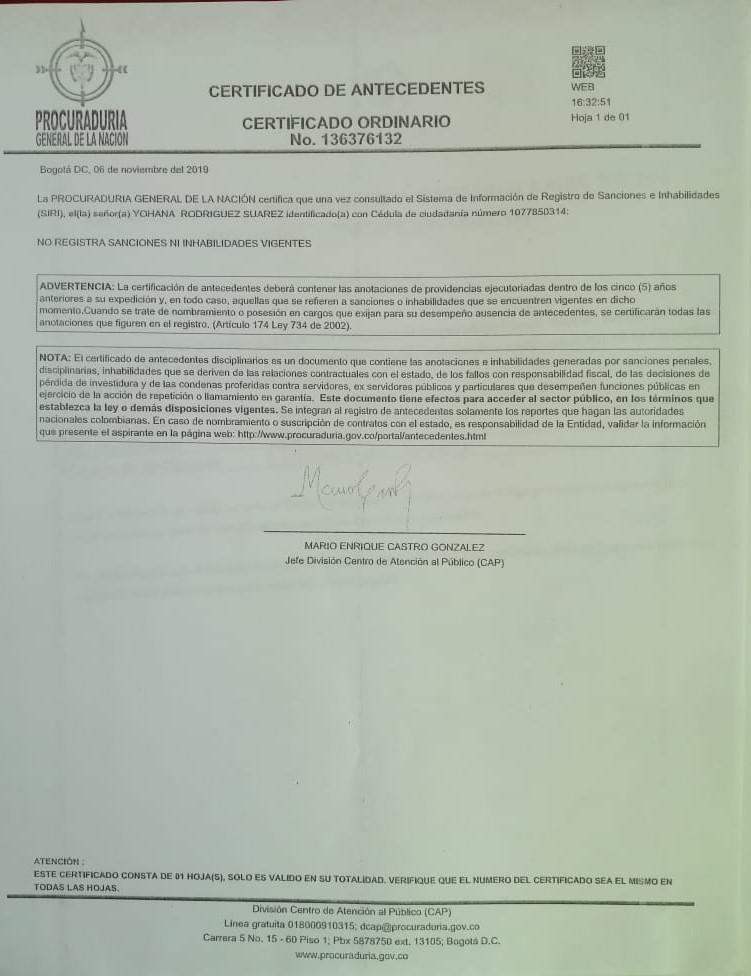 PROCURADURIA
GENERAL DE LA NACIÓN
CERTIFICADO DE ANTECEDENTES
CERTIFICADO ORDINARIO
No. 136376132
WEB
16:32:51
Hoja 1 de 01
Bogotá DC, 06 de noviembre del 2019
La PROCURADURIA GENERAL DE LA NACIÓN certifica que una vez consultado el Sistema de Información de Registro de Sanciones e Inhabilidades
(SIRI), el(la) señor(a) YOHANA RODRIGUEZ SUAREZ identificado(a) con Cédula de ciudadanía número 1077850314:
NO REGISTRA SANCIONES NI INHABILIDADES VIGENTES
ADVERTENCIA: La certificación de antecedentes deberá contener las anotaciones de providencias ejecutoriadas dentro de los cinco (5) años
anteriores a su expedición y, en todo caso, aquellas que se refieren a sanciones o inhabilidades que se encuentren vigentes en dicho
momento.Cuando se trate de nombramiento o posesión en cargos que exijan para su desempeño ausencia de antecedentes, se certificarán todas las
anotaciones que figuren en el registro. (Artículo 174 Ley 734 de 2002).
NOTA: El certificado de antecedentes disciplinarios es un documento que contiene las anotaciones e inhabilidades generadas por sanciones penales,
disciplinarias, inhabilidades que se deriven de las relaciones contractuales con el estado, de los fallos con responsabilidad fiscal, de las decisiones de
pérdida de investidura y de las condenas proferidas contra servidores, ex servidores públicos y particulares que desempeñen funciones públicas en
ejercicio de la acción de repetición o llamamiento en garantía. Este documento tiene efectos para acceder al sector público, en los términos que
establezca la ley o demás disposiciones vigentes. Se integran al registro de antecedentes solamente los reportes que hagan las autoridades
nacionales colombianas. En caso de nombramiento o suscripción de contratos con el estado, es responsabilidad de la Entidad, validar la información
que presente el aspirante en la página web: http://www.procuraduria.gov.co/portal/antecedentes.html
MARIO ENRIQUE CASTRO GONZALEZ
Jefe División Centro de Atención al Público (CAP)
ATENCIÓN :
ESTE CERTIFICADO CONSTA DE 01 HOJA(S), SOLO ES VALIDO EN SU TOTALIDAD. VERIFIQUE QUE EL NUMERO DEL CERTIFICADO SEA EL MISMO EN
TODAS LAS HOJAS.
División Centro de Atención al Público (CAP)
Línea gratuita 018000910315; dcap@procuraduria.gov.co
Carrera 5 No. 15 - 60 Piso 1; Pbx 5878750 ext. 13105; Bogotá D.C.
www.procuraduria.gov.co